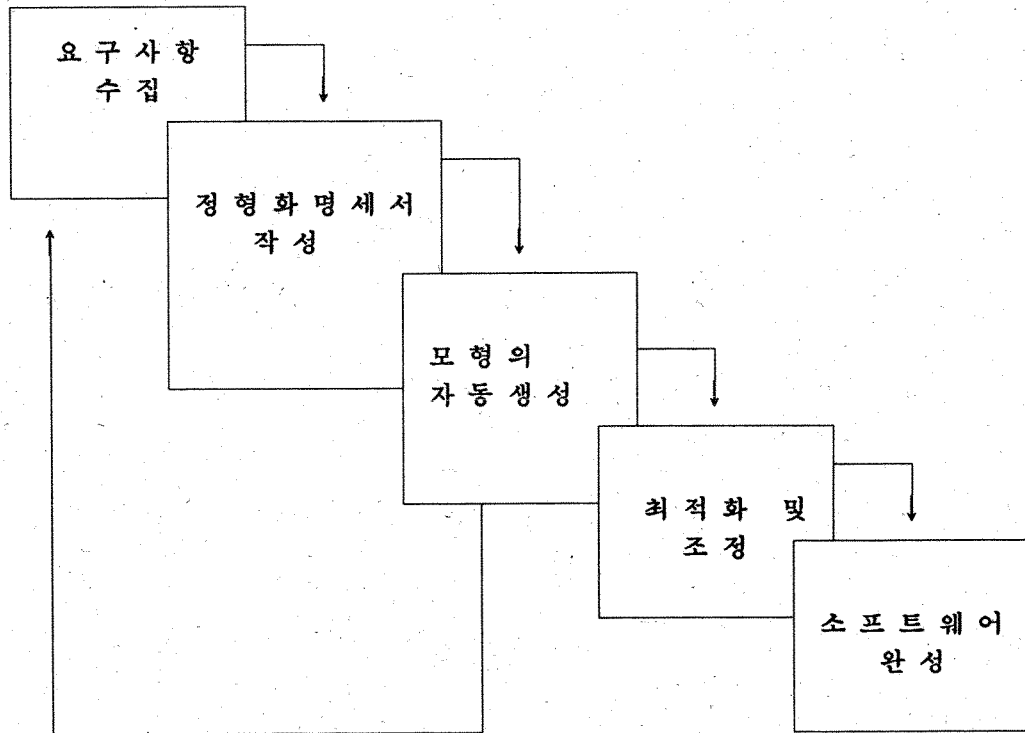 요구사항
수집
정형화명세서
작성
모형의
자동생성
최적화 및
조정
소프트웨어
완성